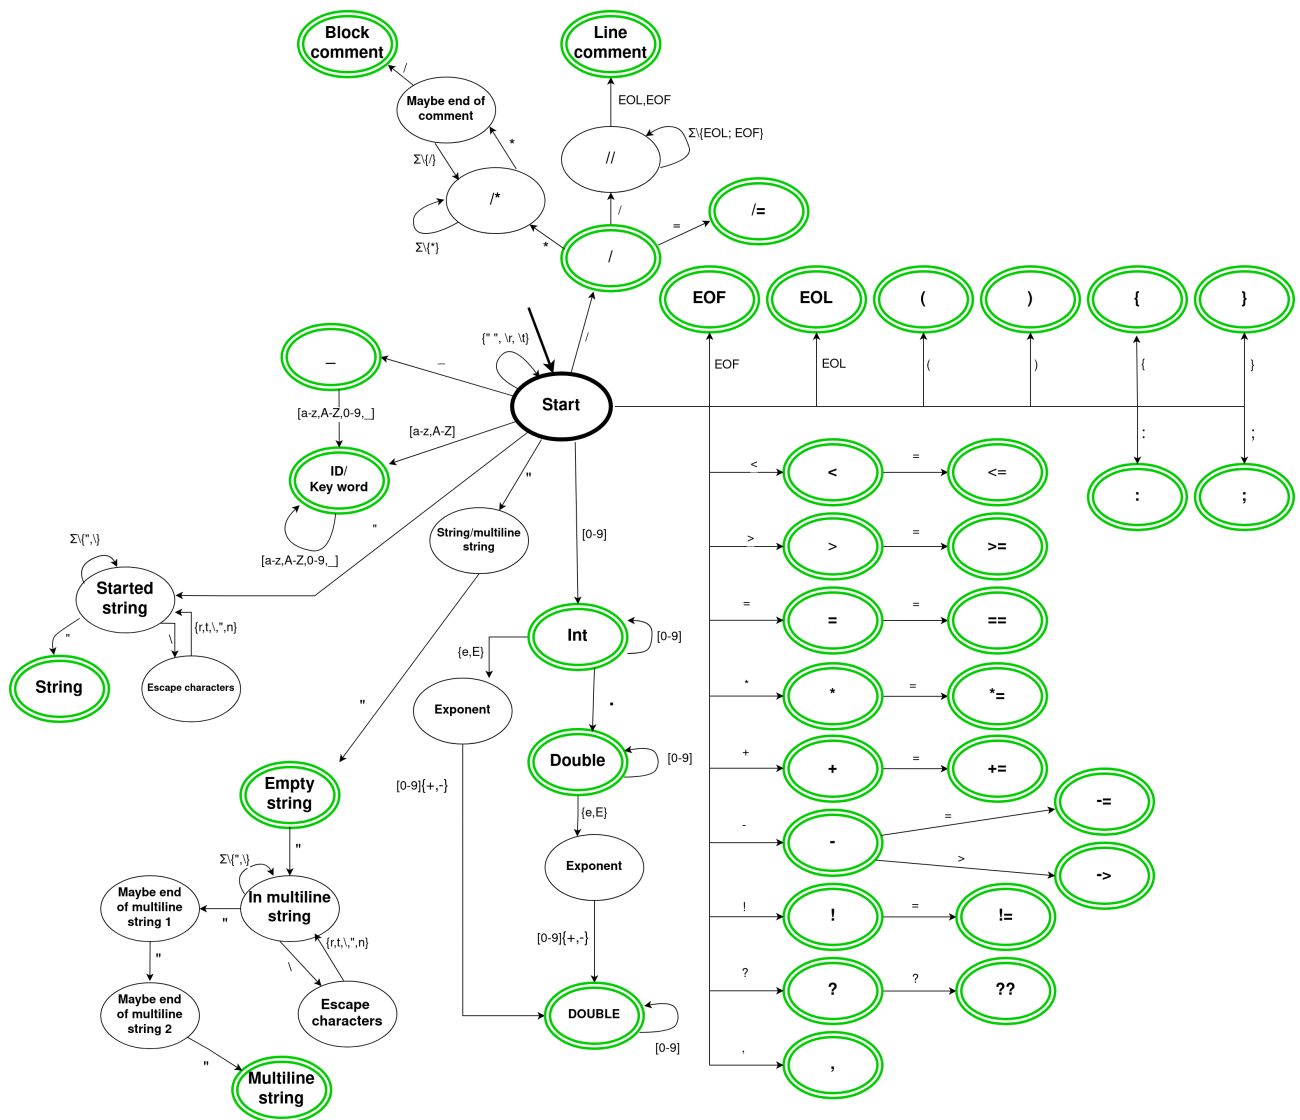 Block
comment
Line
comment
/
Maybe end of
comment
EOL,EOF
Σ\{/}
*
//
Σ\{EOL; EOF}
/*
Σ\{*}
*
/
=
/=
/
/
EOF
EOL
(
)
{
}
EOF
EOL
(
)
{
}
{" ", \r, \t}
_
_
Start
[a-z,A-Z,0-9,_]
[a-z,A-Z]
ID/
Key word
[a-z,A-Z,0-9,_]
"
"
String/multiline
string
[0-9]
:
;
:
;
<
<
=
<=
>
>
=
>=
=
=
=
==
*
*
=
*=
+
+
=
+=
-
-
=
-=
>
->
!
!
=
!=
?
?
?
??
,
,
Σ\{",\}
Started
string
"
\
{r,t,\,",n}
String
Escape characters
Int
[0-9]
{e,E}
.
Exponent
"
Double
[0-9]
[0-9]{+,-}
{e,E}
Exponent
[0-9]{+,-}
DOUBLE
[0-9]
Empty
string
"
Σ\{",\}
In multiline
string
"
Maybe end
of multiline
string 1
{r,t,\,",n}
\
"
Maybe end
of multiline
string 2
Escape
characters
"
Multiline
string